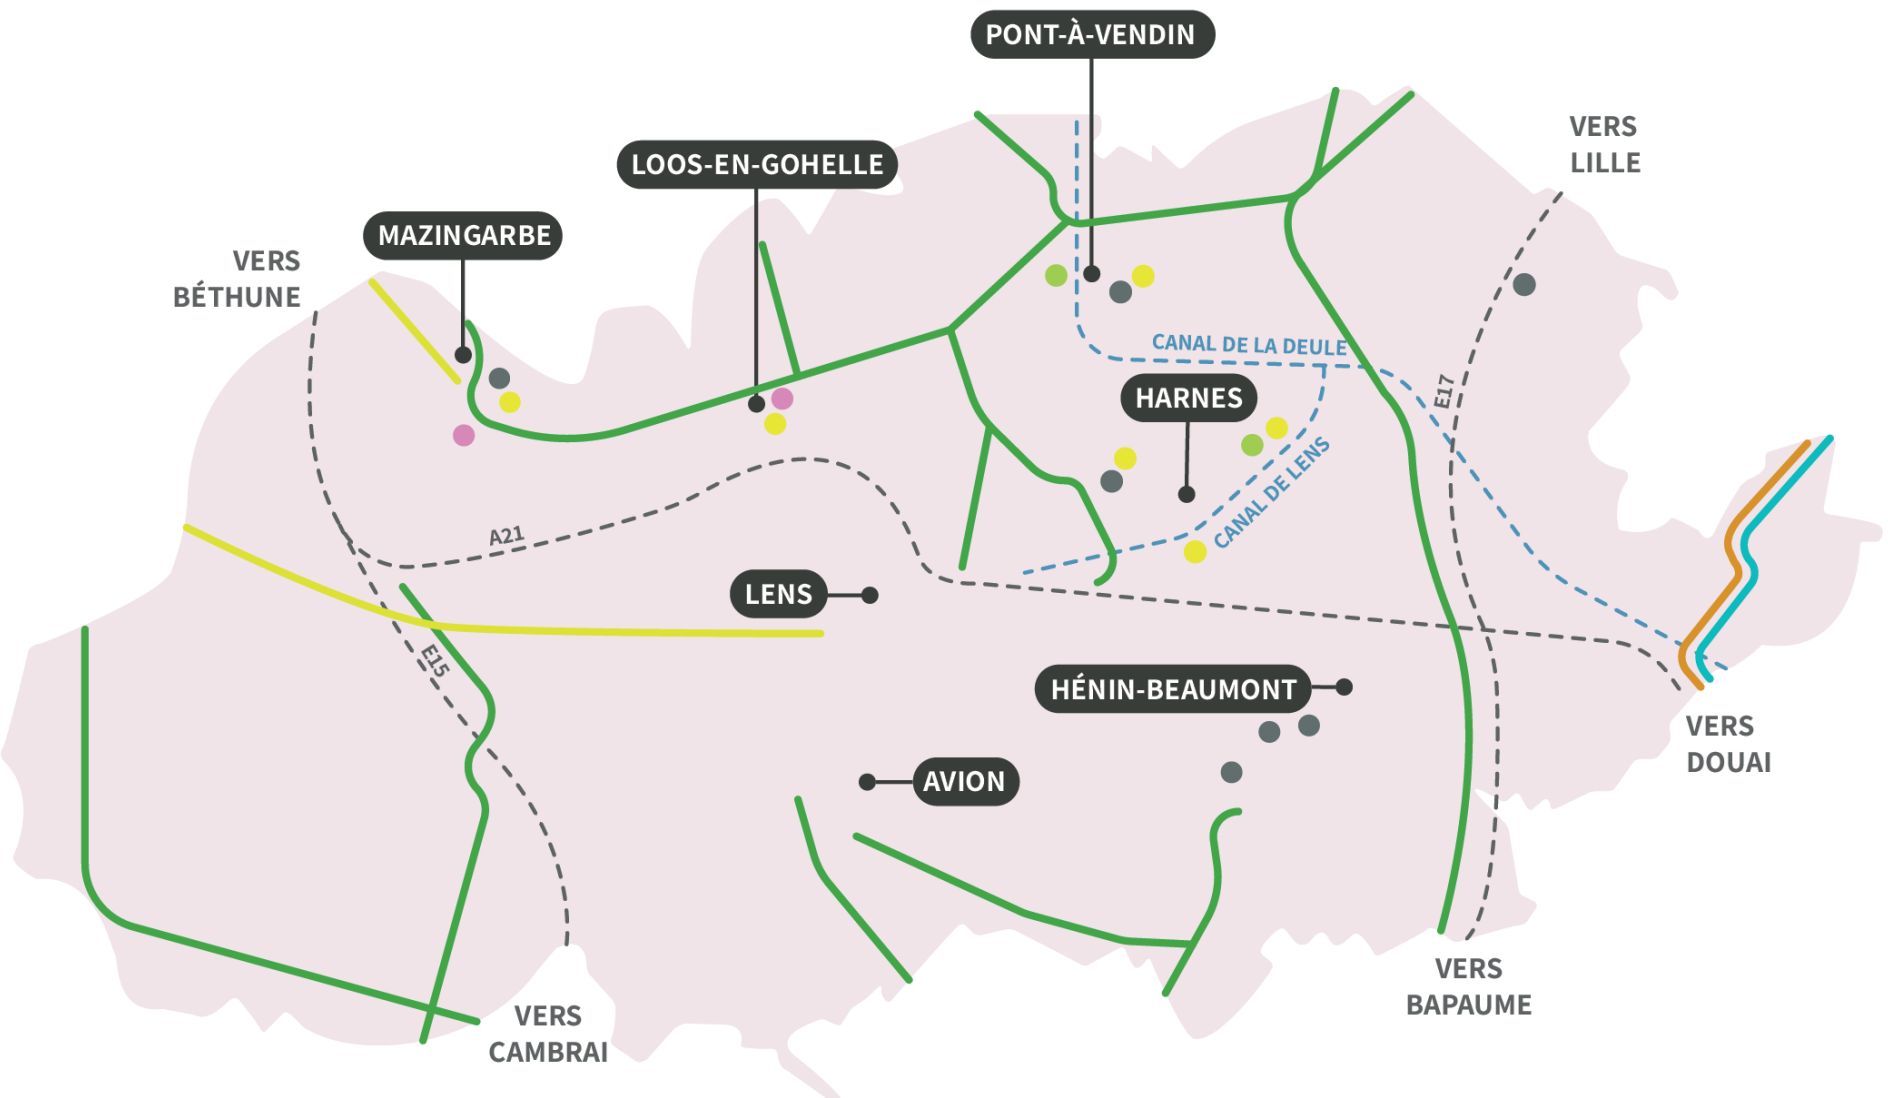 PONT-À-VENDIN
VERS
LILLE
LOOS-EN-GOHELLE
MAZINGARBE
VERS
BÉTHUNE
CANAL DE LA DEULE
HARNES
E17
CANAL DE LENS
A21
LENS
E15
HÉNIN-BEAUMONT
VERS
DOUAI
AVION
VERS
BAPAUME
VERS
CAMBRAI